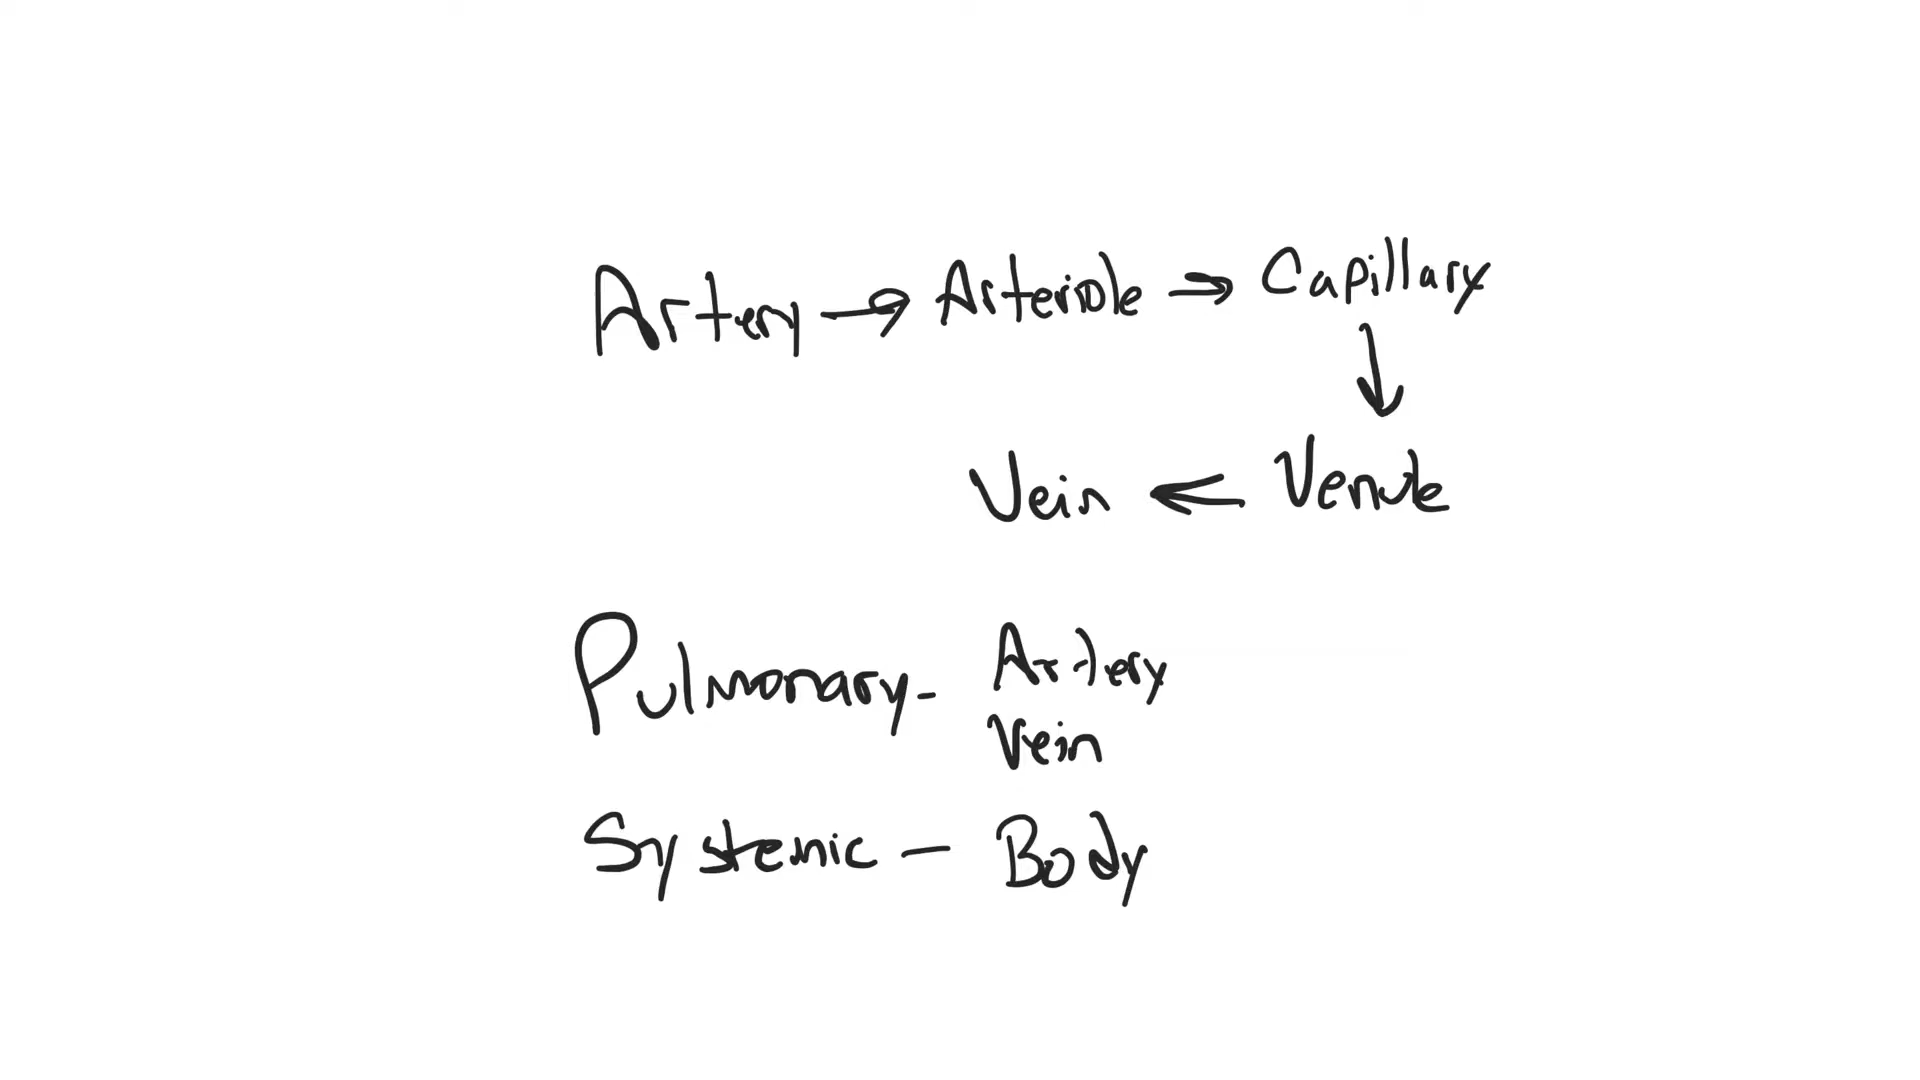 Artery → Arteriole → Capillary
↓
Vein ← Venule
Pulmonary - Artery
Vein
Systemic - Body